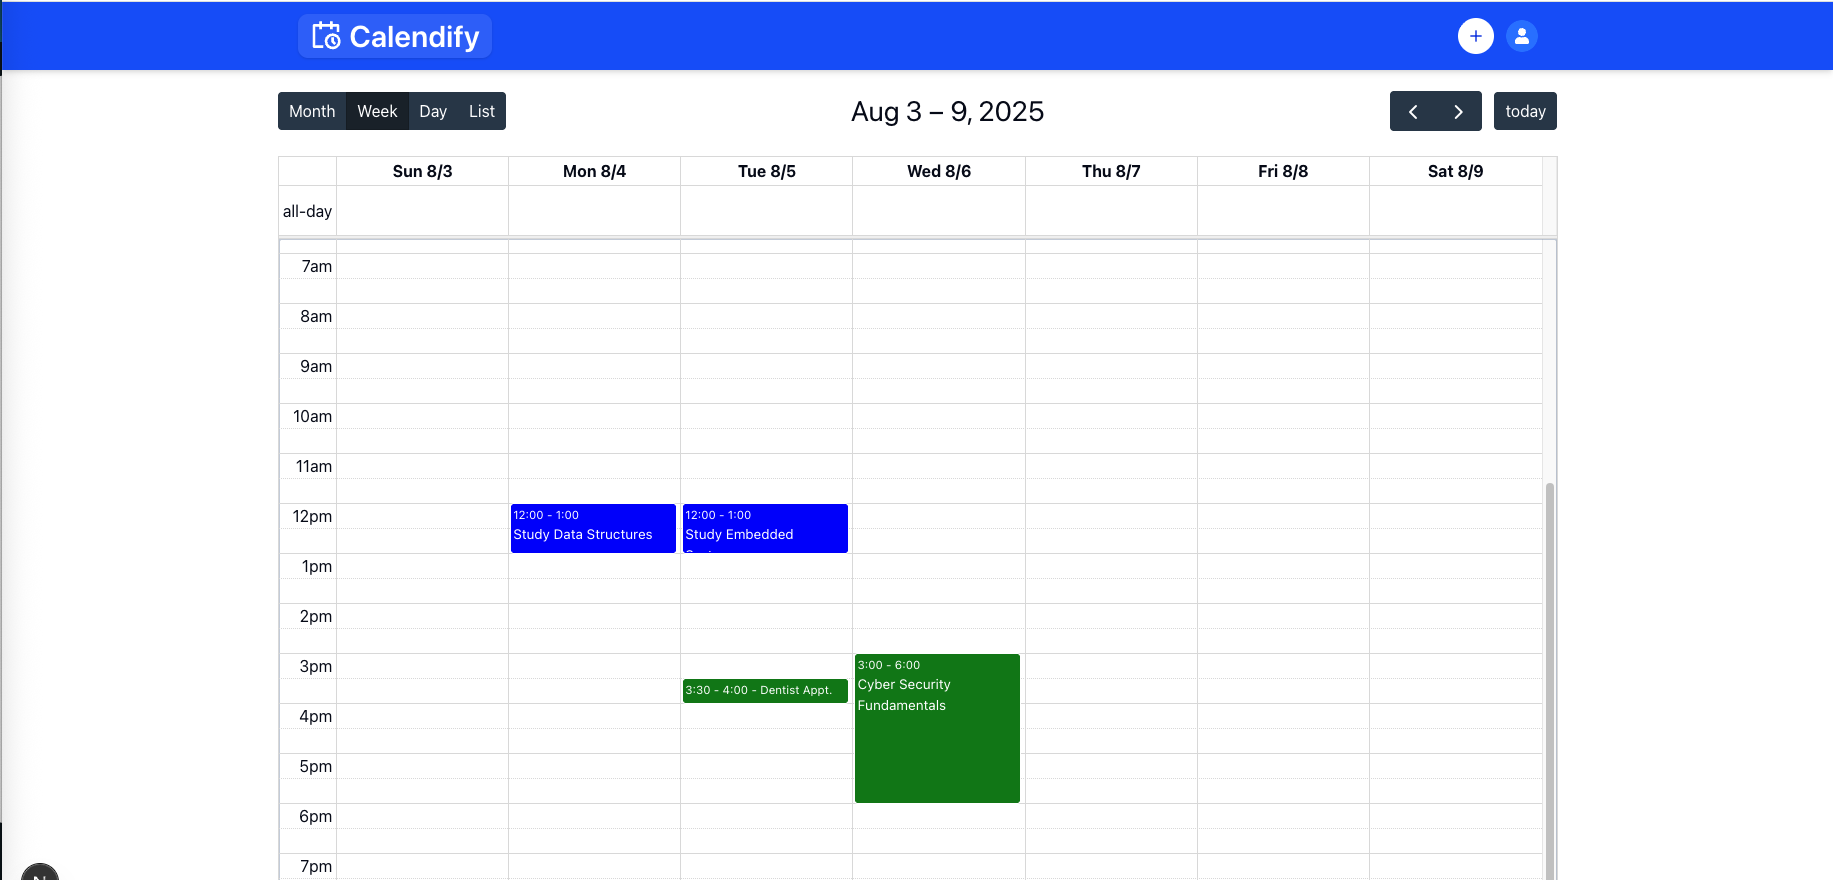 Calendify
Month Week Day List
Aug 3 – 9, 2025
today
Sun 8/3 Mon 8/4 Tue 8/5 Wed 8/6 Thu 8/7 Fri 8/8 Sat 8/9
all-day
7am
8am
9am
10am
11am
12pm
12:00 - 1:00
Study Data Structures
12:00 - 1:00
Study Embedded
1pm
2pm
3pm
3:00 - 6:00
Cyber Security
Fundamentals
3:30 - 4:00 - Dentist Appt.
4pm
5pm
6pm
7pm